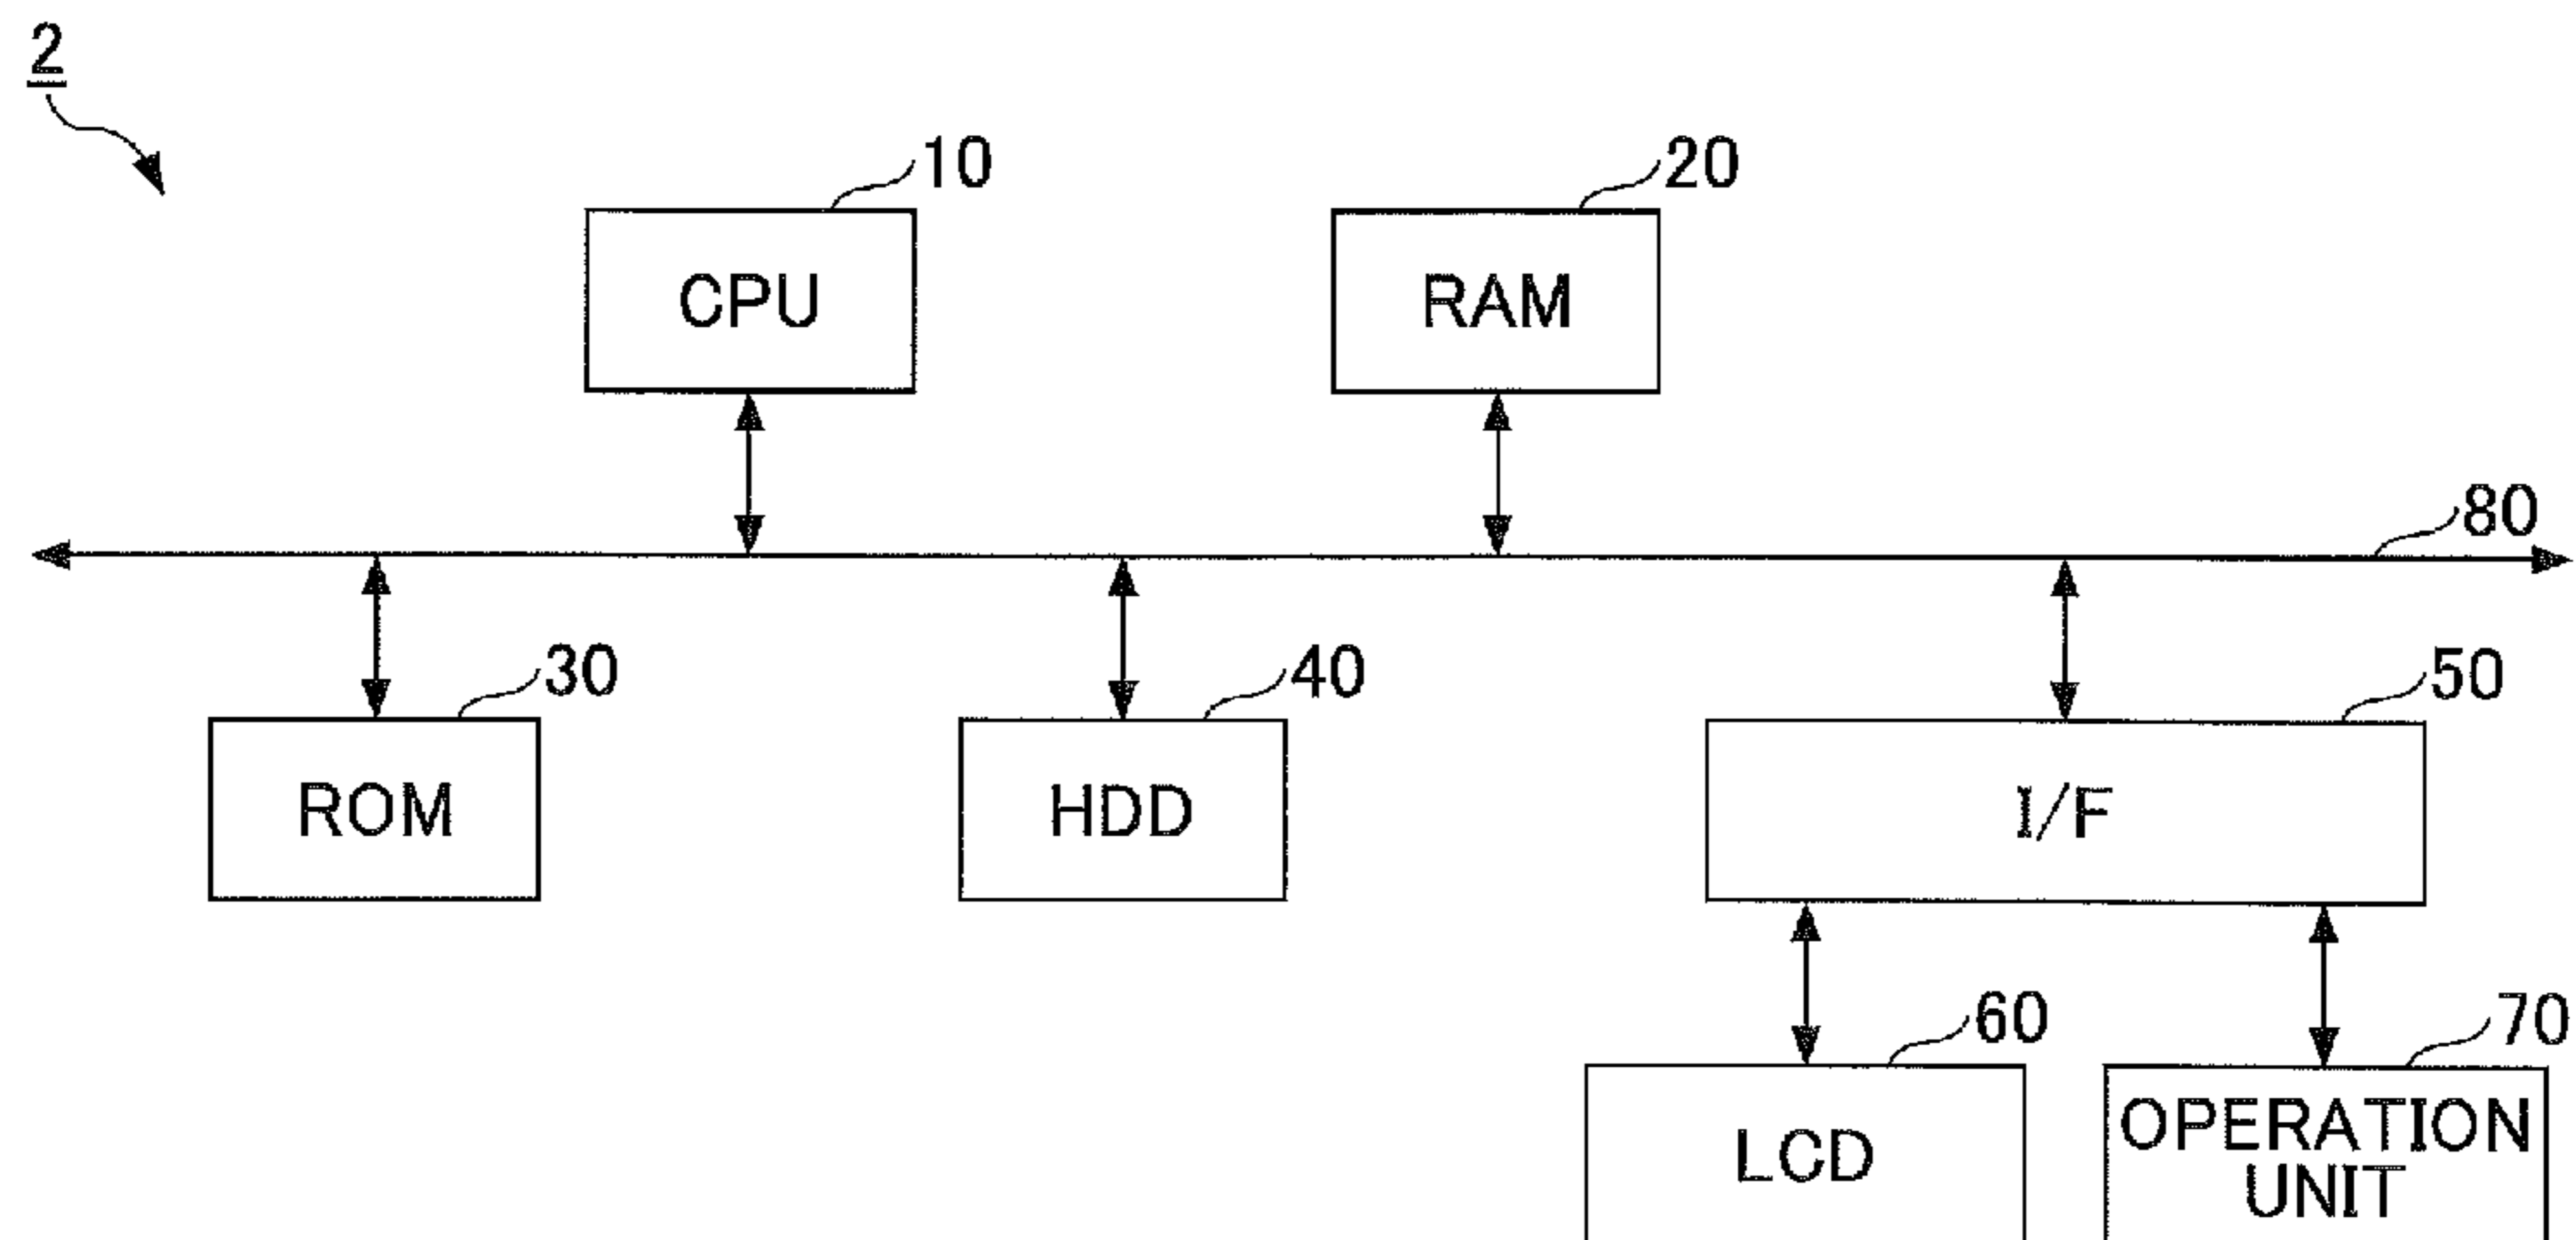 2
10
20
CPU
RAM
80
30
40
50
ROM
HDD
I/F
60
70
LCD
OPERATION
UNIT